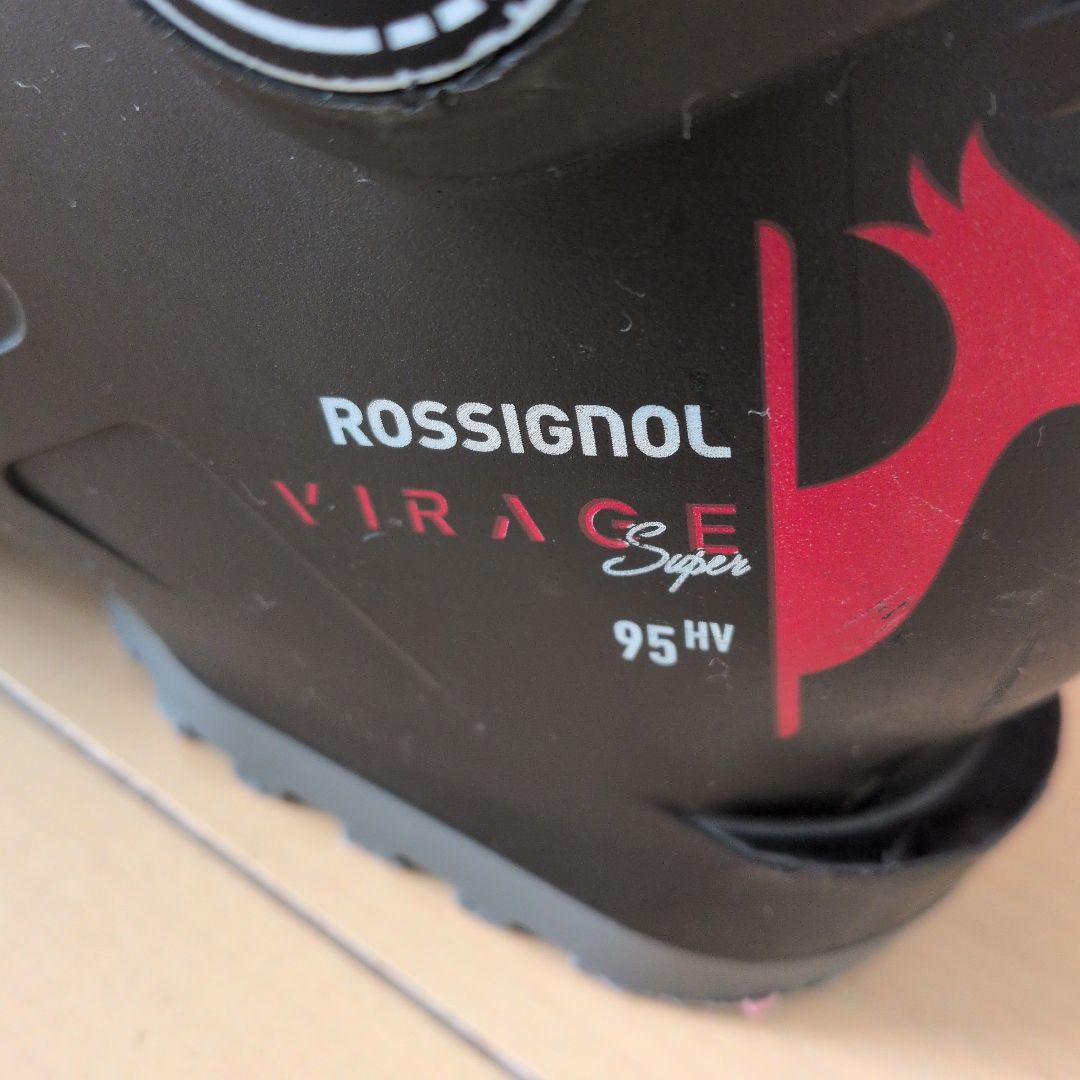 ROSSIGNOL
VIRAGE
Super
95 HV